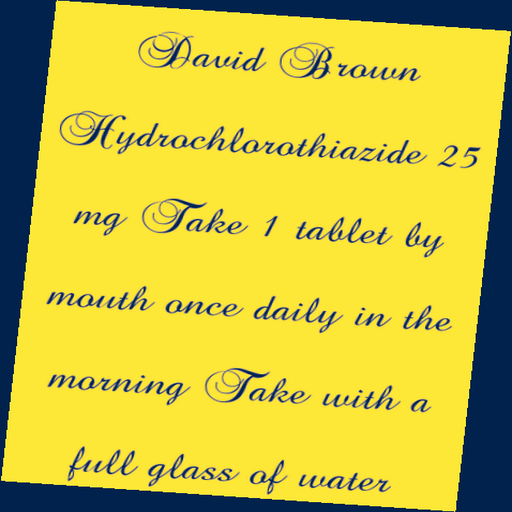 David Brown
Hydrochlorothiazide 25
mg Take 1 tablet by
mouth once daily in the
morning Take with a
full glass of water